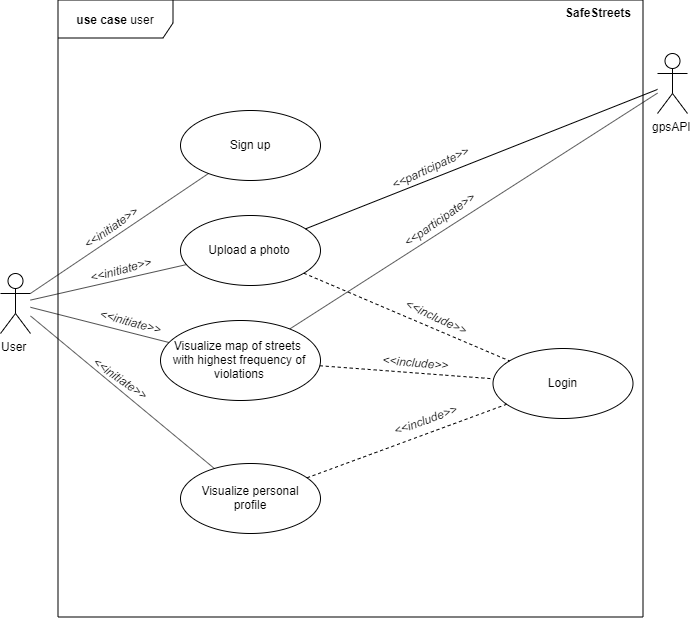 use case user
SafeStreets
gpsAPI
Sign up
<<participate>>
<<initiate>>
<<participate>>
Upload a photo
<<initiate>>
<<initiate>>
<<include>>
User
Visualize map of streets
with highest frequency of
violations
<<include>>
<<initiate>>
Login
<<include>>
Visualize personal
profile